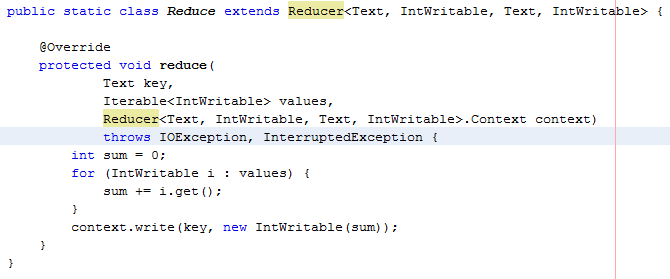 public static class Reduce extends Reducer<Text, IntWritable, Text, IntWritable> {
@Override
protected void reduce(
Text key,
Iterable<IntWritable> values,
Reducer<Text, IntWritable, Text, IntWritable>.Context context)
throws IOException, InterruptedException {
int sum = 0;
for (IntWritable i : values) {
sum += i.get();
}
context.write(key, new IntWritable(sum));
}
}